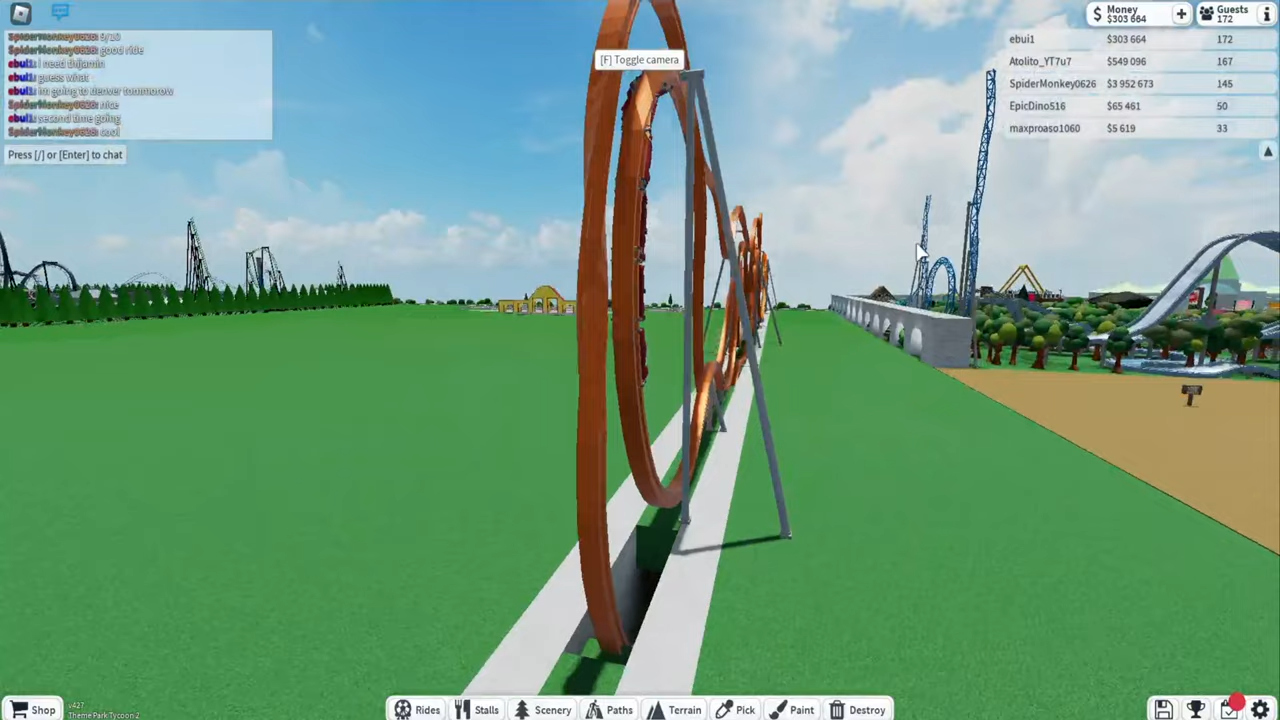 SpiderMonkey0626: 9/10
SpiderMonkey0626: good ride
ebui1: i need thijamin
ebui1: guess what
ebui1: im going to denver tommorow
SpiderMonkey0626: nice
ebui1: second time going
SpiderMonkey0626: cool
Press [/] or [Enter] to chat
[F] Toggle camera
$ Money
$303 664
+
Guests
172
ebui1 $303 664 172
Atolito_YT7u7 $549 096 167
SpiderMonkey0626 $3 952 673 145
EpicDino516 $65 461 50
maxproaso1060 $5 619 33
Shop
v427
Theme Park Tycoon 2
Rides Stalls Scenery Paths Terrain Pick Paint Destroy